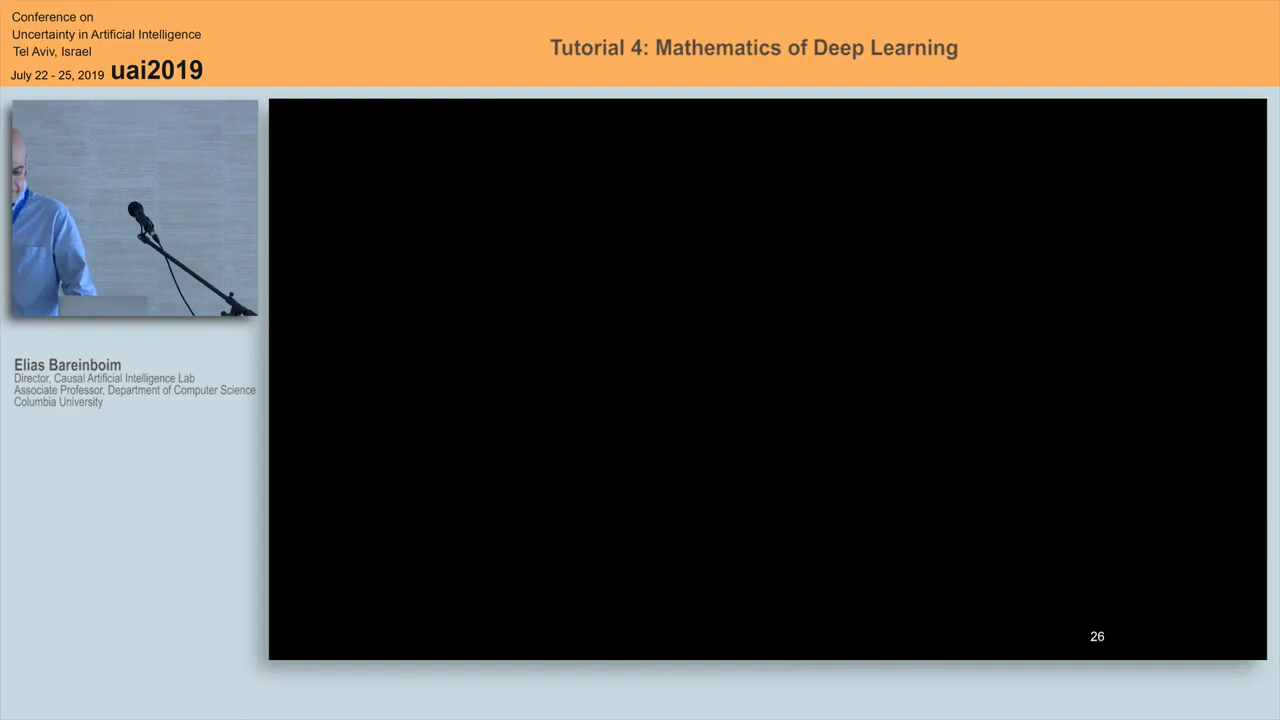 Conference on
Uncertainty in Artificial Intelligence
Tel Aviv, Israel
July 22 - 25, 2019 uai2019
Tutorial 4: Mathematics of Deep Learning
Elias Bareinboim
Director, Causal Artificial Intelligence Lab
Associate Professor, Department of Computer Science
Columbia University
26